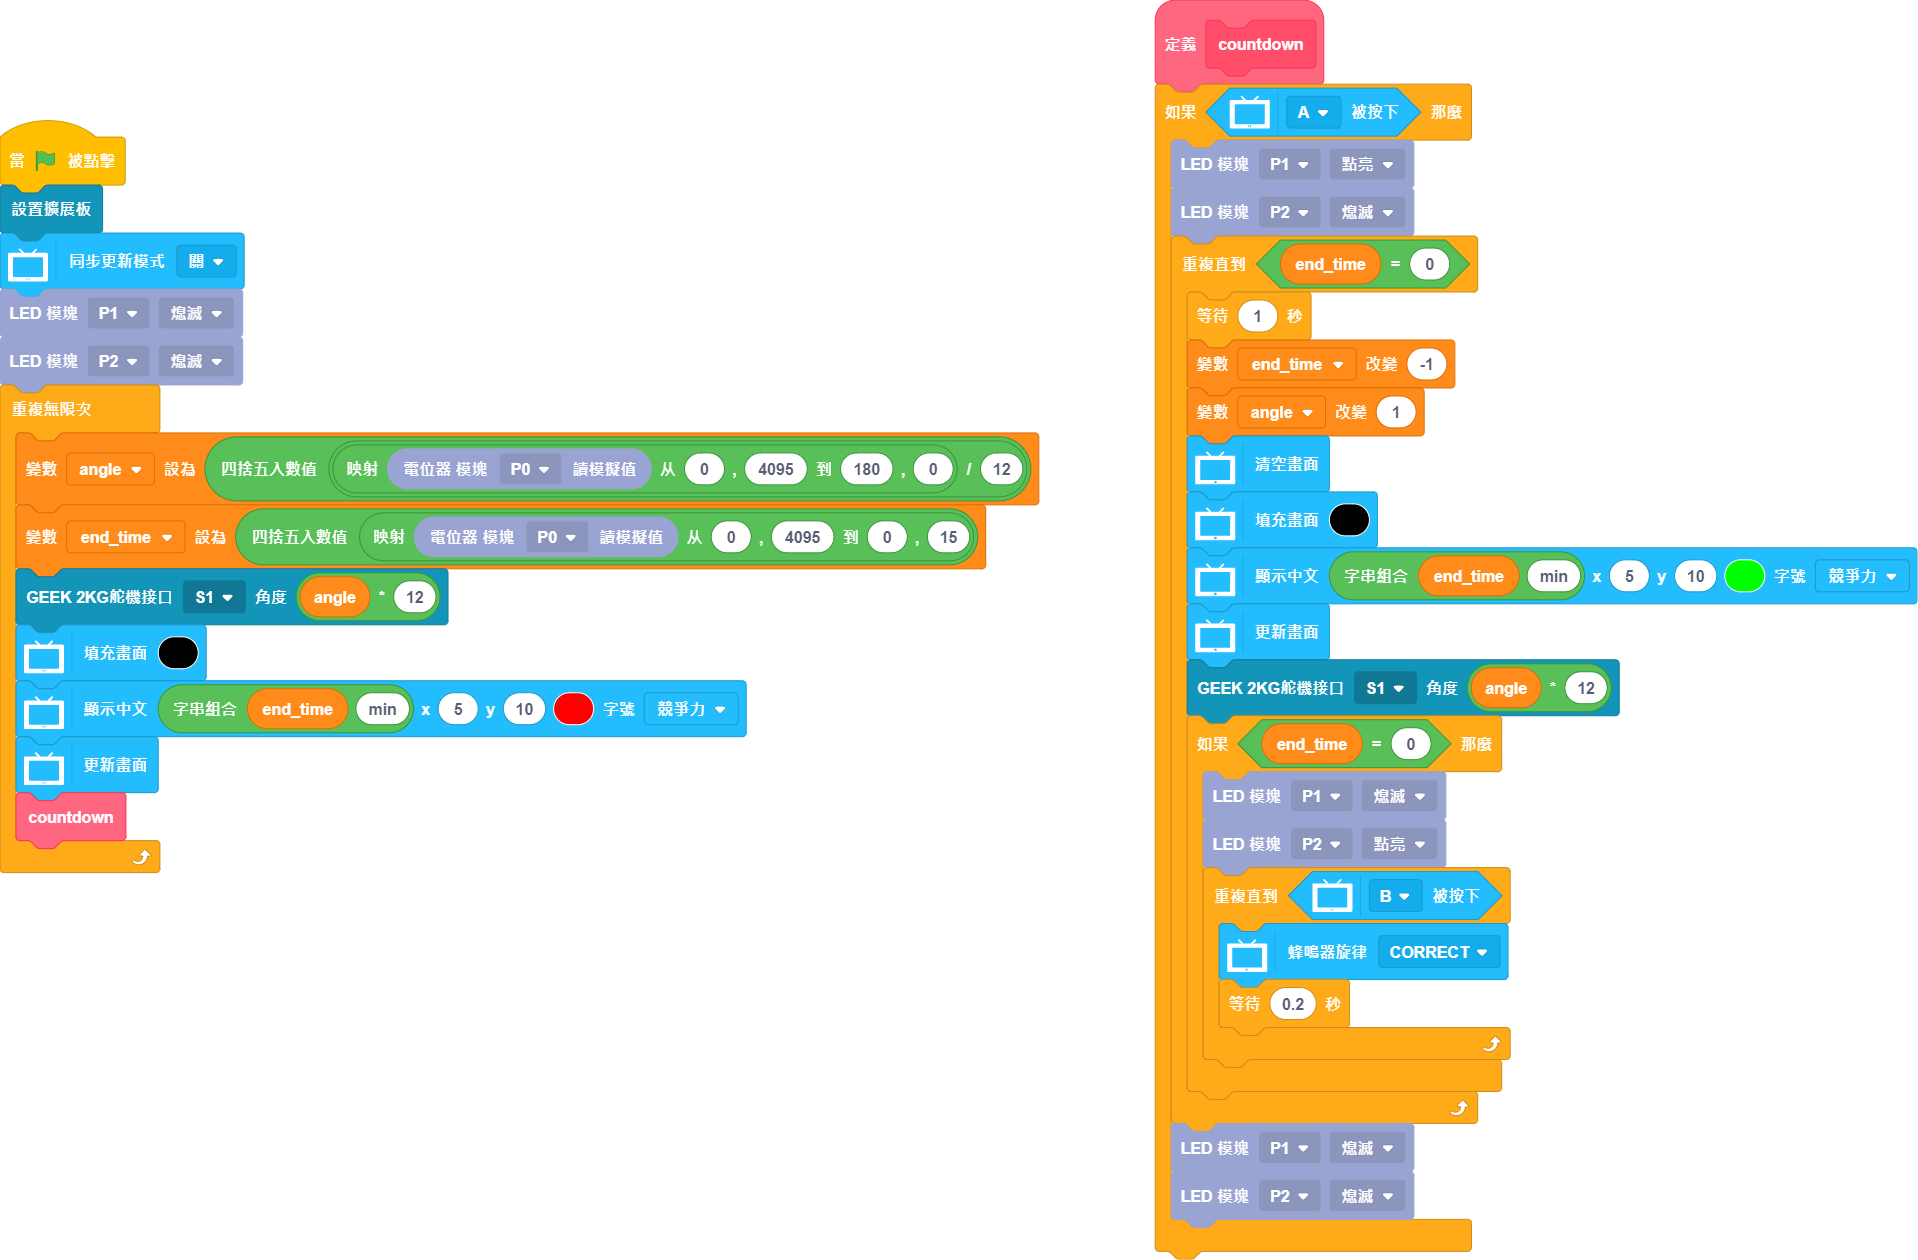 當 被點擊
設置擴展板
同步更新模式 關
LED 模塊 P1 熄滅
LED 模塊 P2 熄滅
重複無限次
變數 angle 設為 四捨五入數值 映射 電位器 模塊 P0 讀模擬值 从 0 , 4095 到 180 , 0 / 12
變數 end_time 設為 四捨五入數值 映射 電位器 模塊 P0 讀模擬值 从 0 , 4095 到 0 , 15
GEEK 2KG舵機接口 S1 角度 angle * 12
填充畫面
顯示中文 字串組合 end_time min x 5 y 10 字號 競爭力
更新畫面
countdown
定義 countdown
如果 A 被按下 那麼
LED 模塊 P1 點亮
LED 模塊 P2 熄滅
重複直到 end_time = 0
等待 1 秒
變數 end_time 改變 -1
變數 angle 改變 1
清空畫面
填充畫面
顯示中文 字串組合 end_time min x 5 y 10 字號 競爭力
更新畫面
GEEK 2KG舵機接口 S1 角度 angle * 12
如果 end_time = 0 那麼
LED 模塊 P1 熄滅
LED 模塊 P2 點亮
重複直到 B 被按下
蜂鳴器旋律 CORRECT
等待 0.2 秒
LED 模塊 P1 熄滅
LED 模塊 P2 熄滅